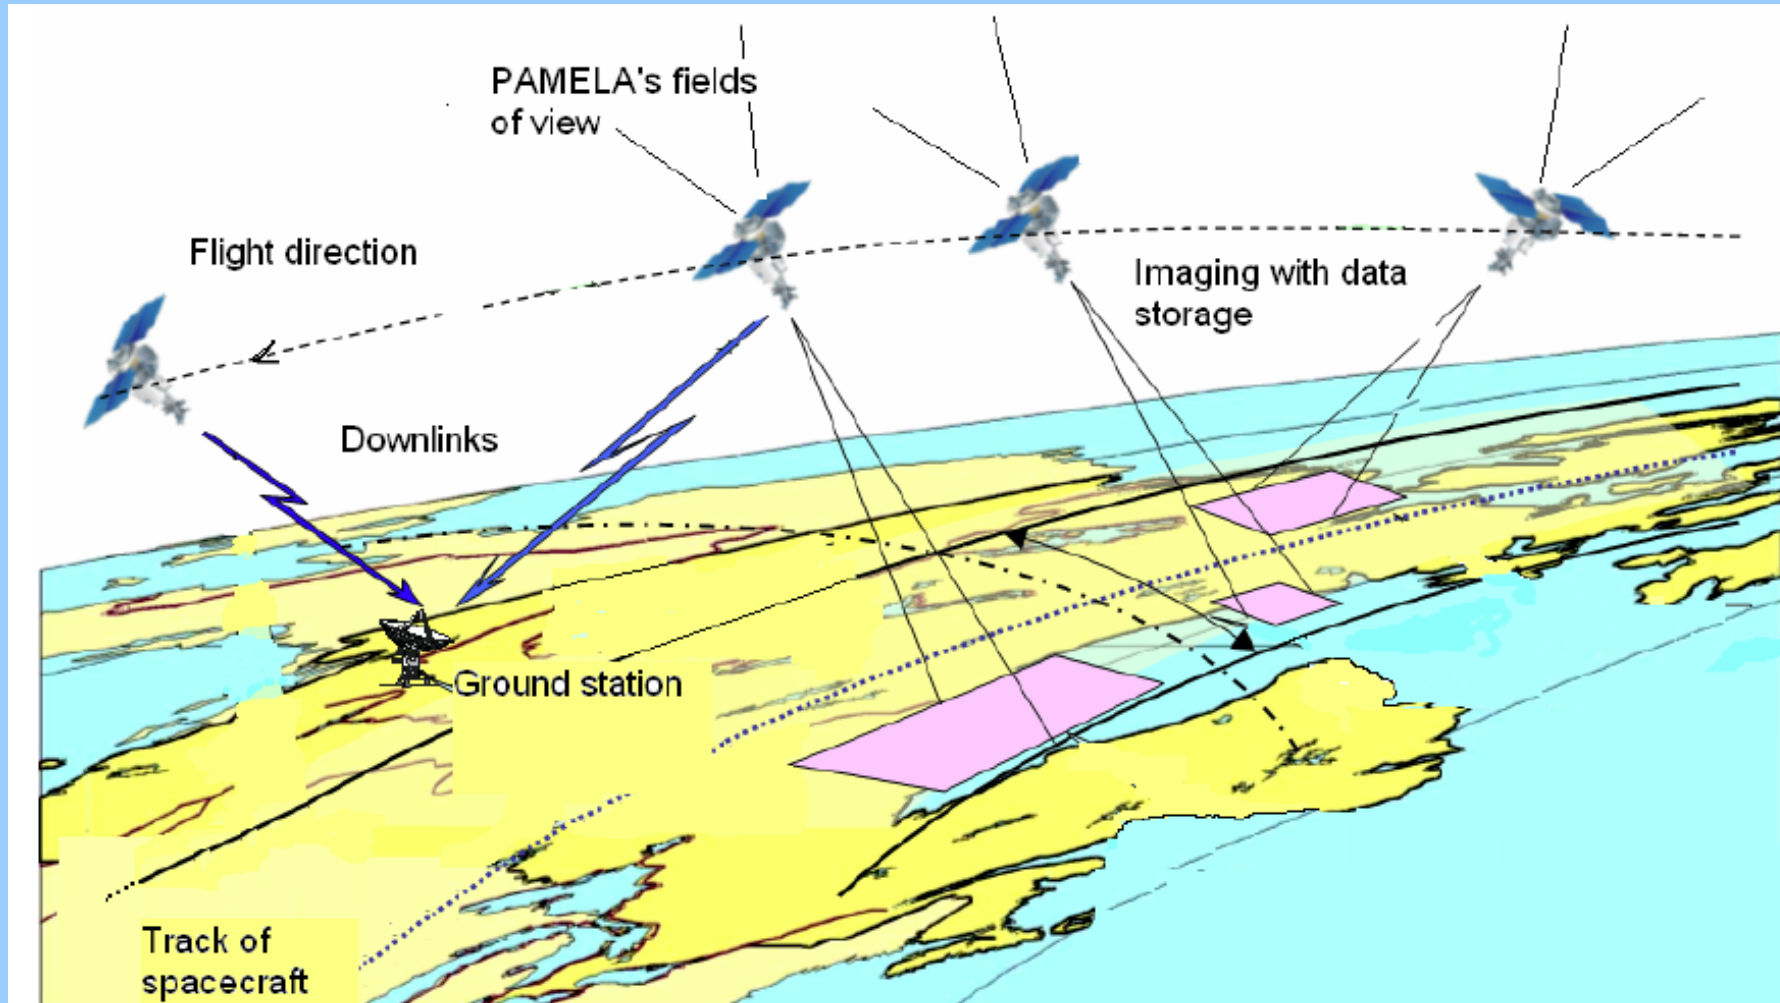 PAMELA's fields
of view
Flight direction
Imaging with data
storage
Downlinks
Ground station
Track of
spacecraft